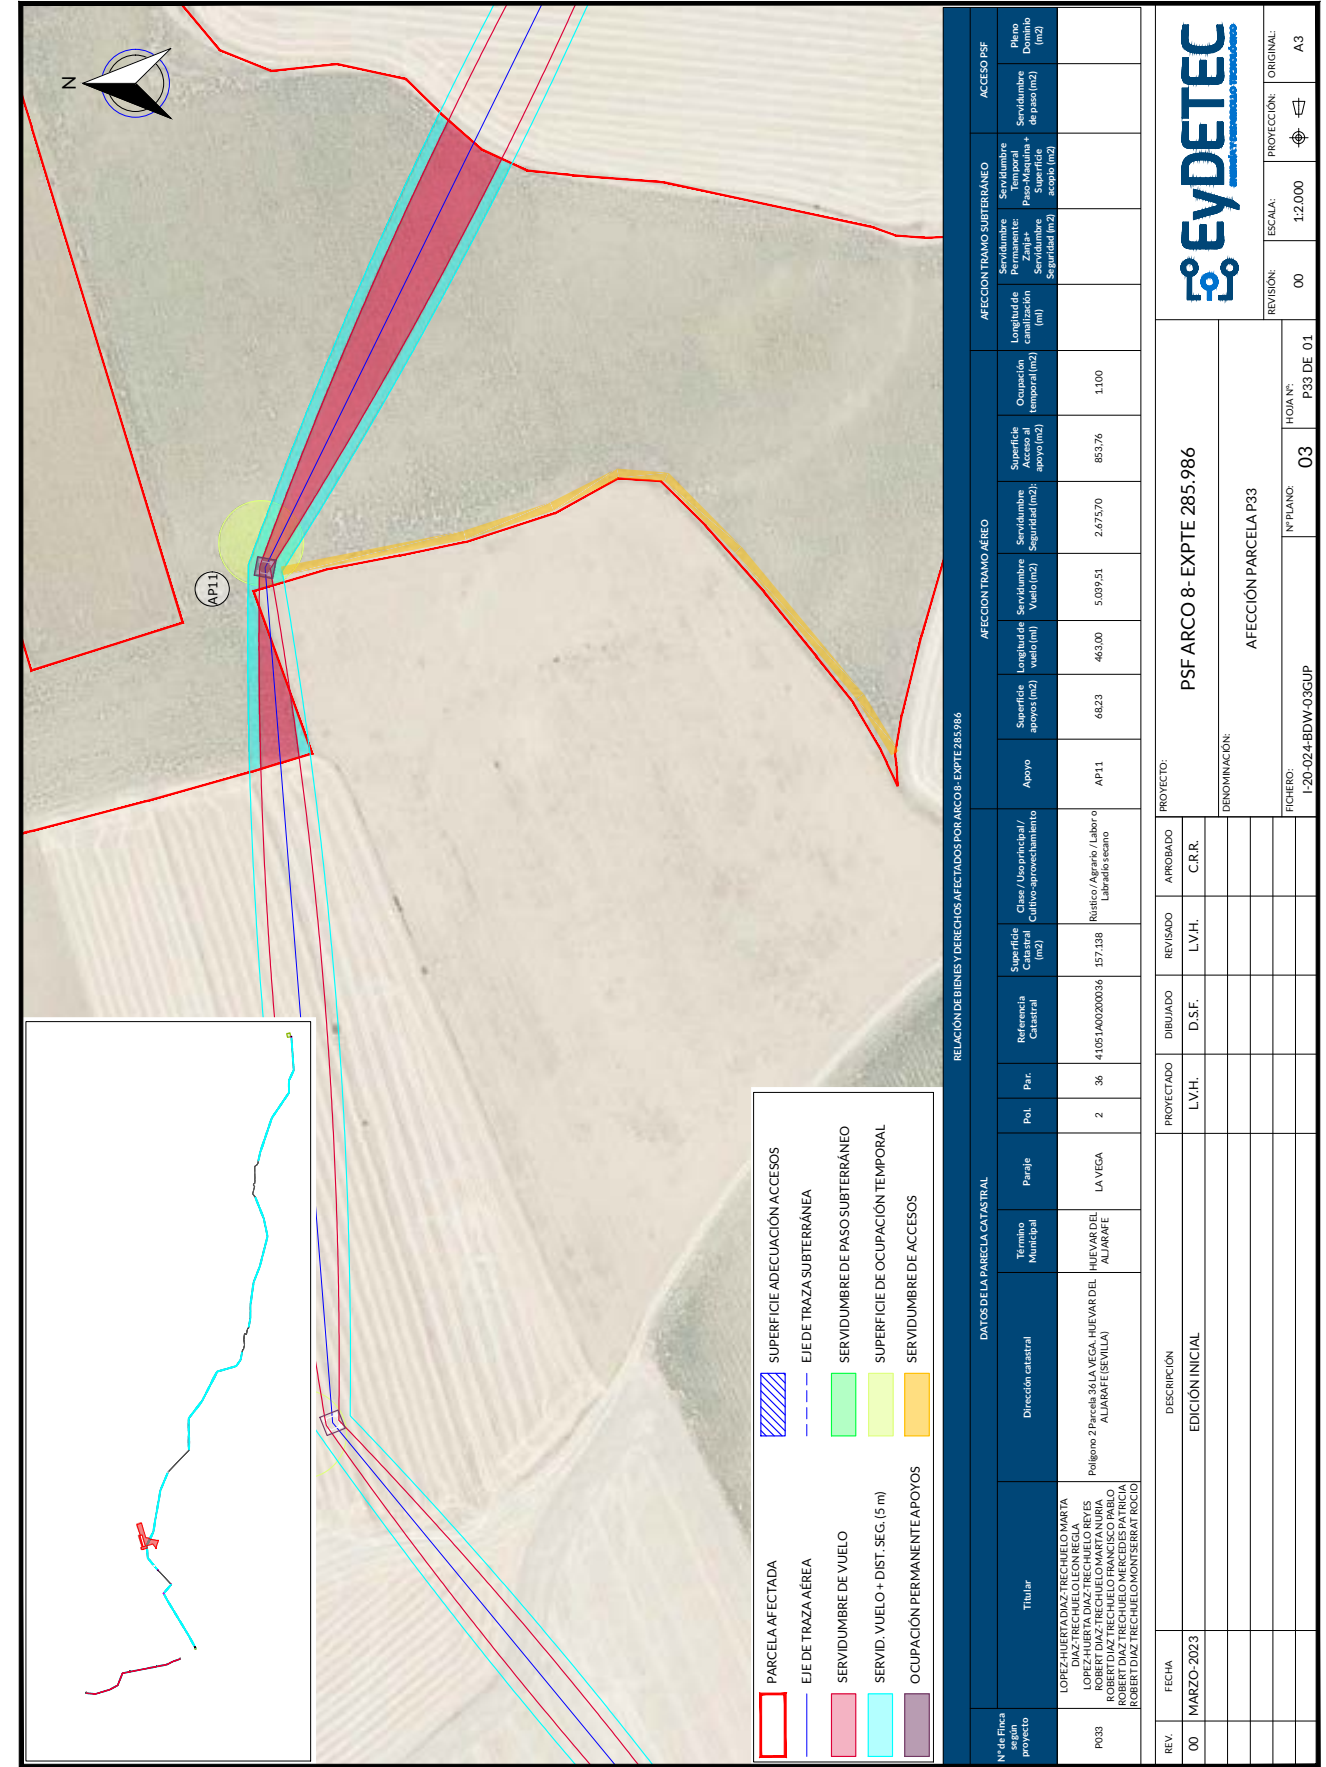 N
AP11
PARCELA AFECTADA
EJE DE TRAZA AÉREA
SERVIDUMBRE DE VUELO
SERVID. VUELO + DIST. SEG. (5 m)
OCUPACIÓN PERMANENTE APOYOS
SUPERFICIE ADECUACIÓN ACCESOS
EJE DE TRAZA SUBTERRÁNEA
SERVIDUMBRE DE PASO SUBTERRÁNEO
SUPERFICIE DE OCUPACIÓN TEMPORAL
SERVIDUMBRE DE ACCESOS
RELACIÓN DE BIENES Y DERECHOS AFECTADOS POR ARCO 8- EXPTE 285.986
DATOS DE LA PARECLA CATASTRAL
AFECCION TRAMO AÉREO
AFECCION TRAMO SUBTERRÁNEO
ACCESO PSF
Nº de Finca
según
proyecto
Titular
Dirección catastral
Término
Municipal
Paraje
Pol.
Par.
Referencia
Catastral
Superficie
Catastral
(m2)
Clase / Uso principal /
Cultivo-aprovechamiento
Apoyo
Superficie
apoyos (m2)
Longitud de
vuelo (ml)
Servidumbre
Vuelo (m2)
Servidumbre
Seguridad (m2):
Superficie
Acceso al
apoyo (m2)
Ocupación
temporal (m2)
Longitud de
canalización
(ml)
Servidumbre
Permanente:
Zanja+
Servidumbre
Seguridad (m2)
Servidumbre
Temporal
Paso-Maquina +
Superficie
acopio (m2)
Servidumbre
de paso (m2)
Pleno
Dominio
(m2)
P033
LOPEZ-HUERTA DIAZ-TRECHUELO MARTA
DIAZ-TRECHUELO LEON REGLA
LOPEZ-HUERTA DIAZ-TRECHUELO REYES
ROBERT DIAZ-TRECHUELO MARTA NURIA
ROBERT DIAZ TRECHUELO FRANCISCO PABLO
ROBERT DIAZ TRECHUELO MERCEDES PATRICIA
ROBERT DIAZ TRECHUELO MONTSERRAT ROCIO
Polígono 2 Parcela 36 LA VEGA. HUEVAR DEL
ALJARAFE (SEVILLA)
HUEVAR DEL
ALJARAFE
LA VEGA
2
36
41051A00200036
157.138
Rústico / Agrario / Labor o
Labradío secano
AP11
68,23
463,00
5.039,51
2.675,70
853,76
1.100
REV.
FECHA
DESCRIPCIÓN
PROYECTADO
DIBUJADO
REVISADO
APROBADO
00
MARZO-2023
EDICIÓN INICIAL
L.V.H.
D.S.F.
L.V.H.
C.R.R.
PROYECTO:
PSF ARCO 8- EXPTE 285.986
DENOMINACIÓN:
AFECCIÓN PARCELA P33
FICHERO:
I-20-024-BDW-03GUP
Nº PLANO:
03
HOJA Nº:
P33 DE 01
EyDETEC
REVISIÓN:
00
ESCALA:
1:2.000
PROYECCIÓN:
ORIGINAL:
A3